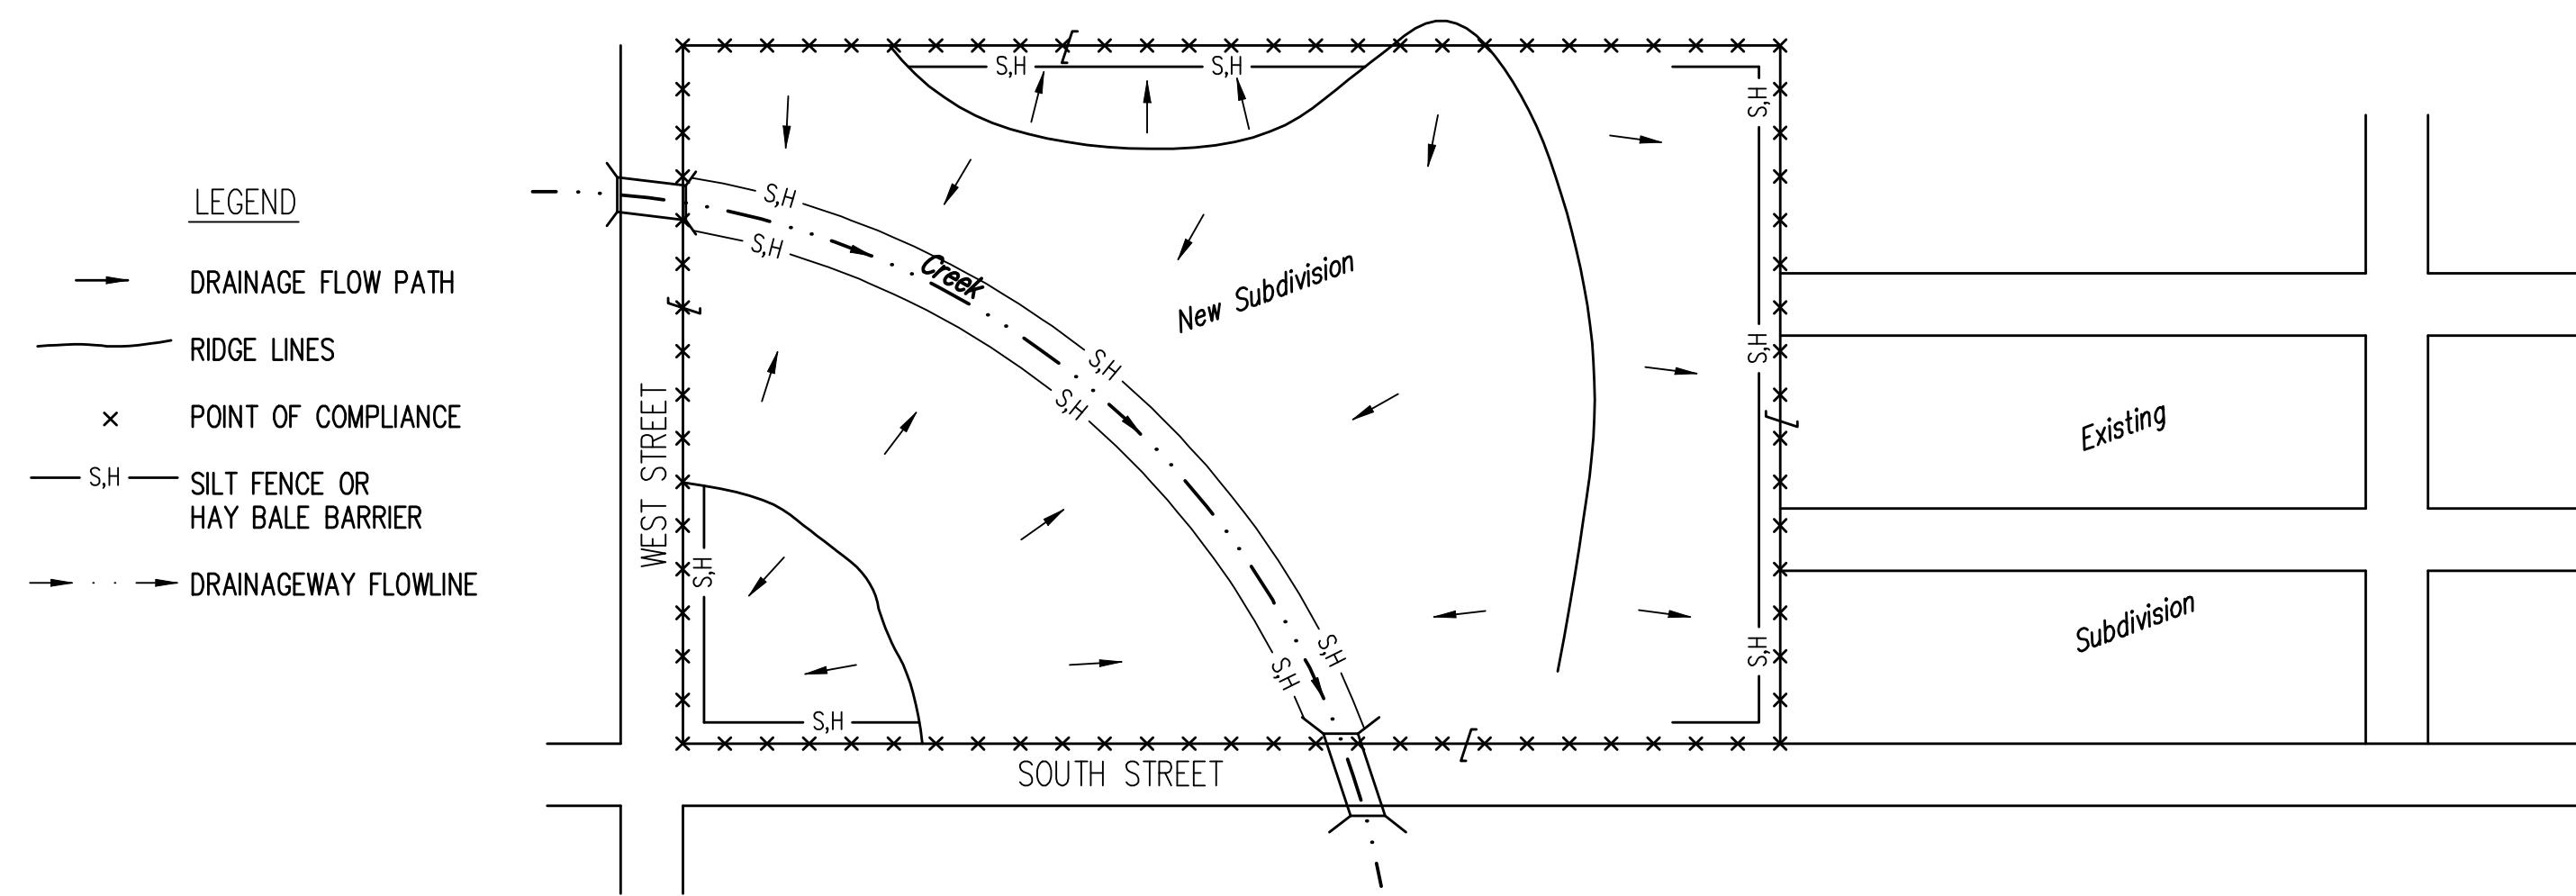 LEGEND
DRAINAGE FLOW PATH
RIDGE LINES
POINT OF COMPLIANCE
S,H
SILT FENCE OR
HAY BALE BARRIER
DRAINAGEWAY FLOWLINE
WEST STREET
S,H
S,H
S,H
S,H
Creek
New Subdivision
S,H
S,H
S,H
S,H
S,H
S,H
S,H
S,H
S,H
S,H
SOUTH STREET
Existing
Subdivision